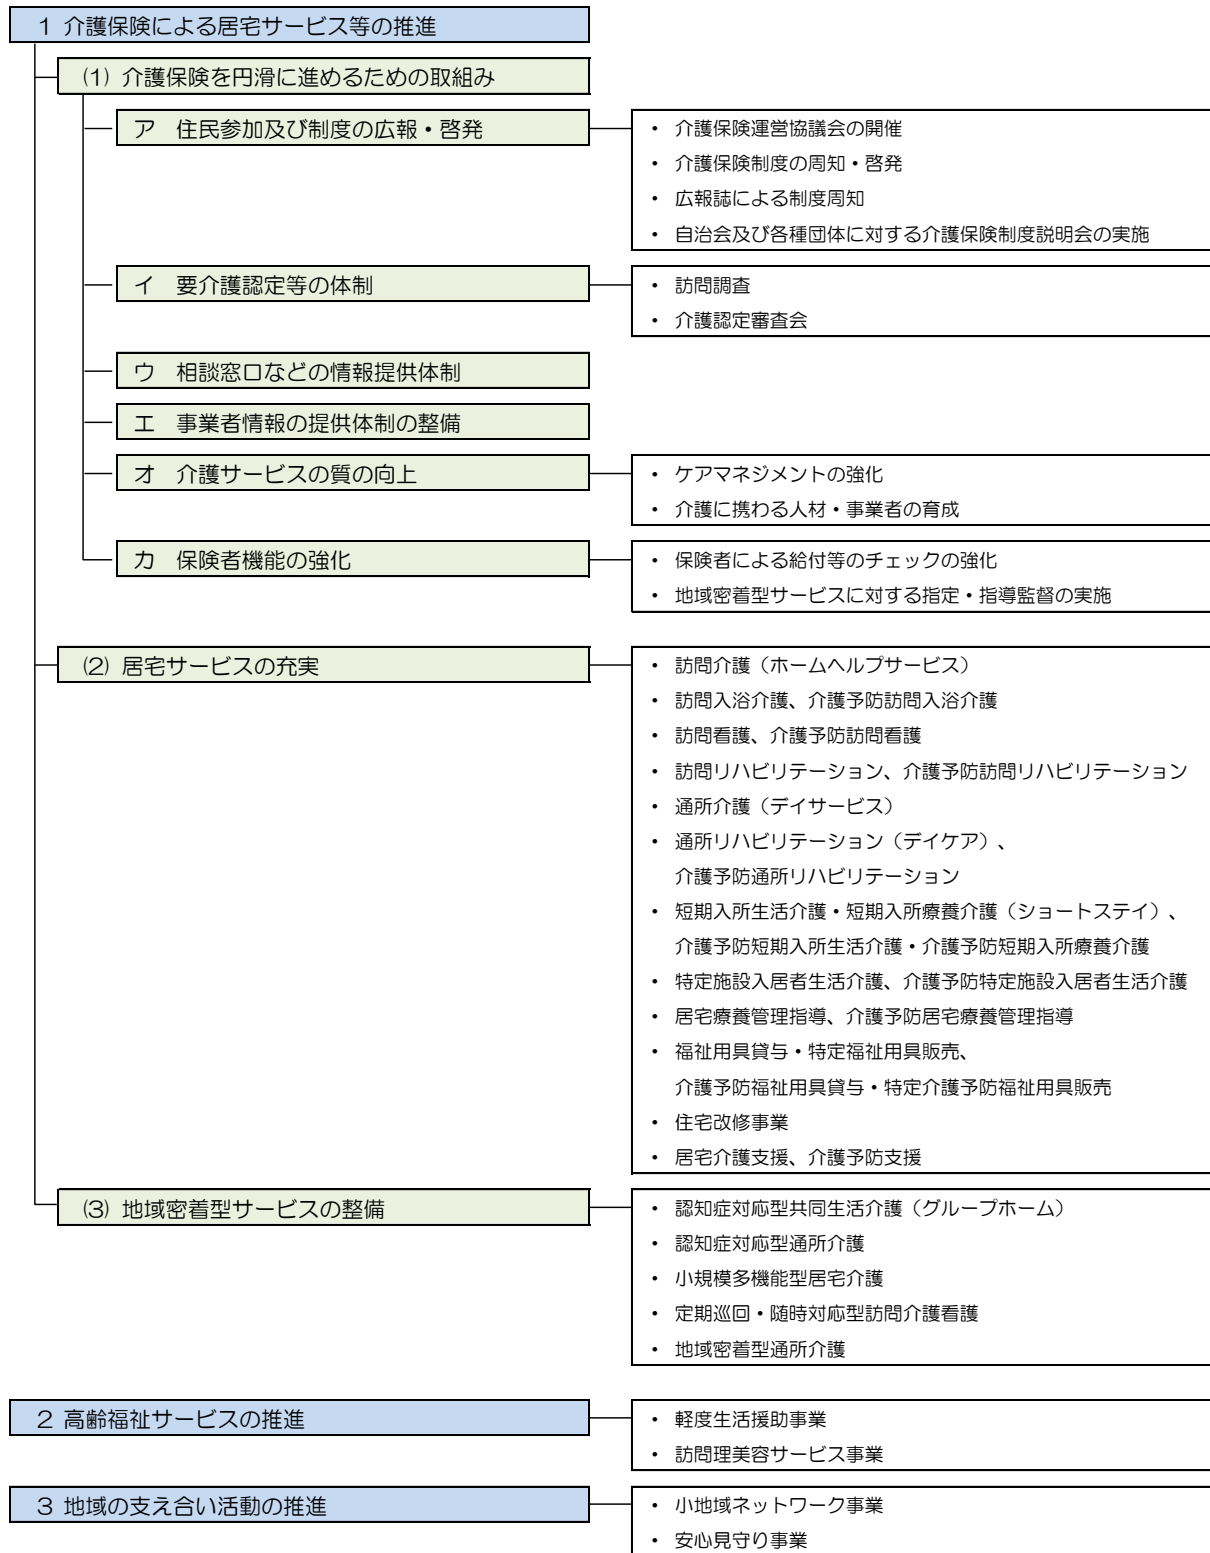 1 介護保険による居宅サービス等の推進
(1) 介護保険を円滑に進めるための取組み
ア 住民参加及び制度の広報・啓発
・ 介護保険運営協議会の開催
・ 介護保険制度の周知・啓発
・ 広報誌による制度周知
・ 自治会及び各種団体に対する介護保険制度説明会の実施
イ 要介護認定等の体制
・ 訪問調査
・ 介護認定審査会
ウ 相談窓口などの情報提供体制
エ 事業者情報の提供体制の整備
オ 介護サービスの質の向上
・ ケアマネジメントの強化
・ 介護に携わる人材・事業者の育成
カ 保険者機能の強化
・ 保険者による給付等のチェックの強化
・ 地域密着型サービスに対する指定・指導監督の実施
(2) 居宅サービスの充実
・ 訪問介護（ホームヘルプサービス）
・ 訪問入浴介護、介護予防訪問入浴介護
・ 訪問看護、介護予防訪問看護
・ 訪問リハビリテーション、介護予防訪問リハビリテーション
・ 通所介護（デイサービス）
・ 通所リハビリテーション（デイケア）、
介護予防通所リハビリテーション
・ 短期入所生活介護・短期入所療養介護（ショートステイ）、
介護予防短期入所生活介護・介護予防短期入所療養介護
・ 特定施設入居者生活介護、介護予防特定施設入居者生活介護
・ 居宅療養管理指導、介護予防居宅療養管理指導
・ 福祉用具貸与・特定福祉用具販売、
介護予防福祉用具貸与・特定介護予防福祉用具販売
・ 住宅改修事業
・ 居宅介護支援、介護予防支援
(3) 地域密着型サービスの整備
・ 認知症対応型共同生活介護（グループホーム）
・ 認知症対応型通所介護
・ 小規模多機能型居宅介護
・ 定期巡回・随時対応型訪問介護看護
・ 地域密着型通所介護
2 高齢福祉サービスの推進
・ 軽度生活援助事業
・ 訪問理美容サービス事業
3 地域の支え合い活動の推進
・ 小地域ネットワーク事業
・ 安心見守り事業